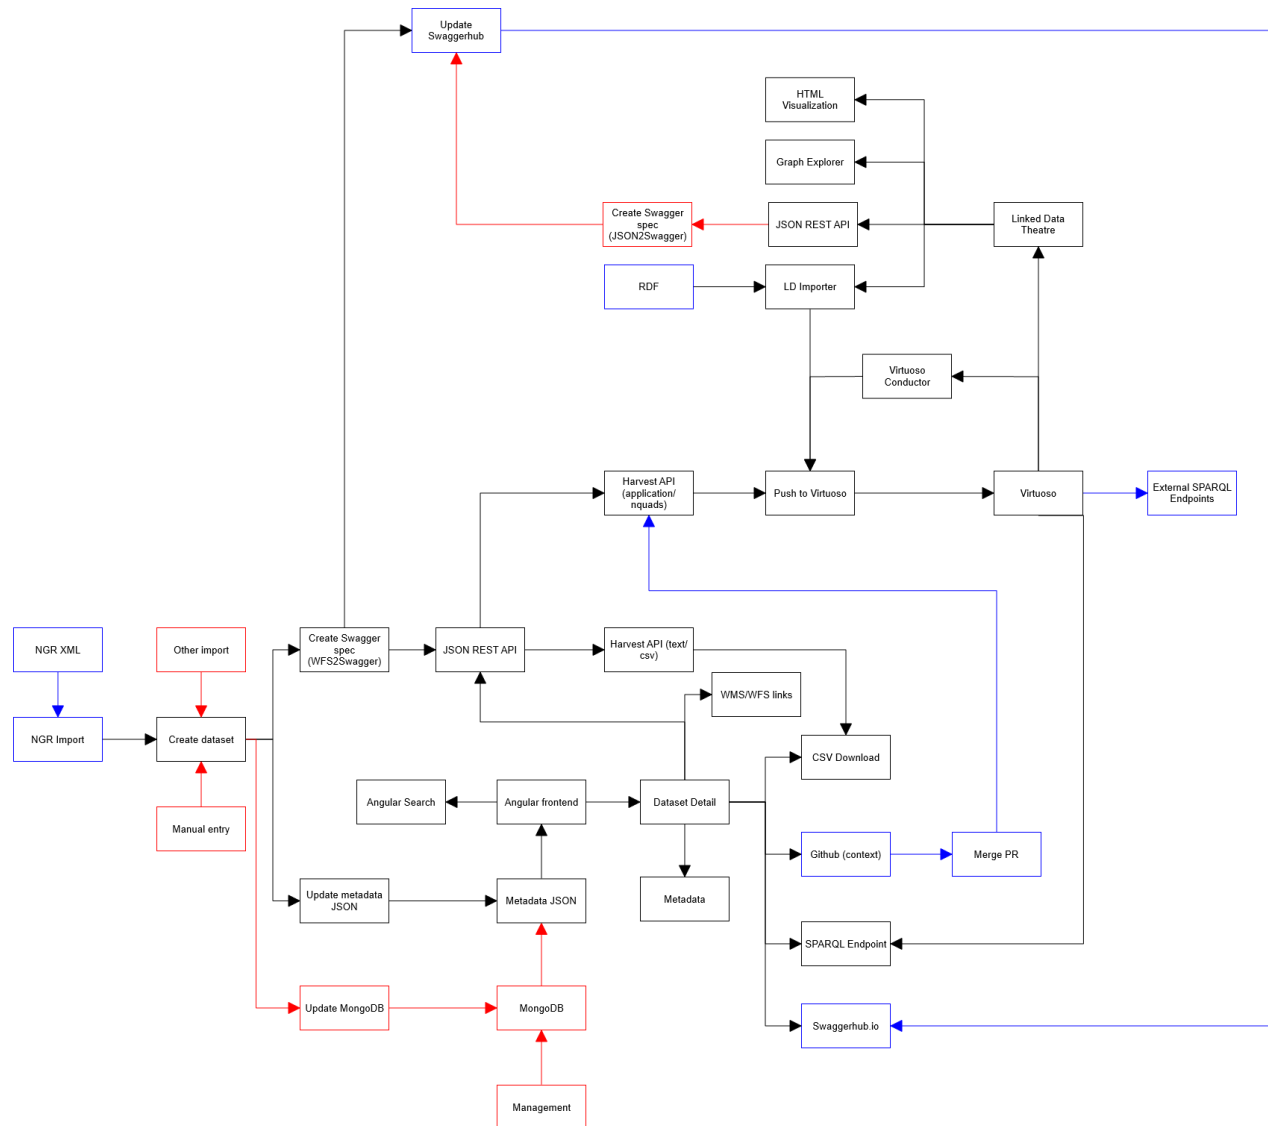 Update
Swaggerhub
HTML
Visualization
Graph Explorer
Create Swagger
spec
(JSON2Swagger)
JSON REST API
Linked Data
Theatre
RDF
LD Importer
Virtuoso
Conductor
Harvest API
(application/
nquads)
Push to Virtuoso
Virtuoso
External SPARQL
Endpoints
NGR XML
Other import
Create Swagger
spec
(WFS2Swagger)
JSON REST API
Harvest API (text/
csv)
WMS/WFS links
NGR Import
Create dataset
CSV Download
Angular Search
Angular frontend
Dataset Detail
Manual entry
Github (context)
Merge PR
Update metadata
JSON
Metadata JSON
Metadata
SPARQL Endpoint
Update MongoDB
MongoDB
Swaggerhub.io
Management